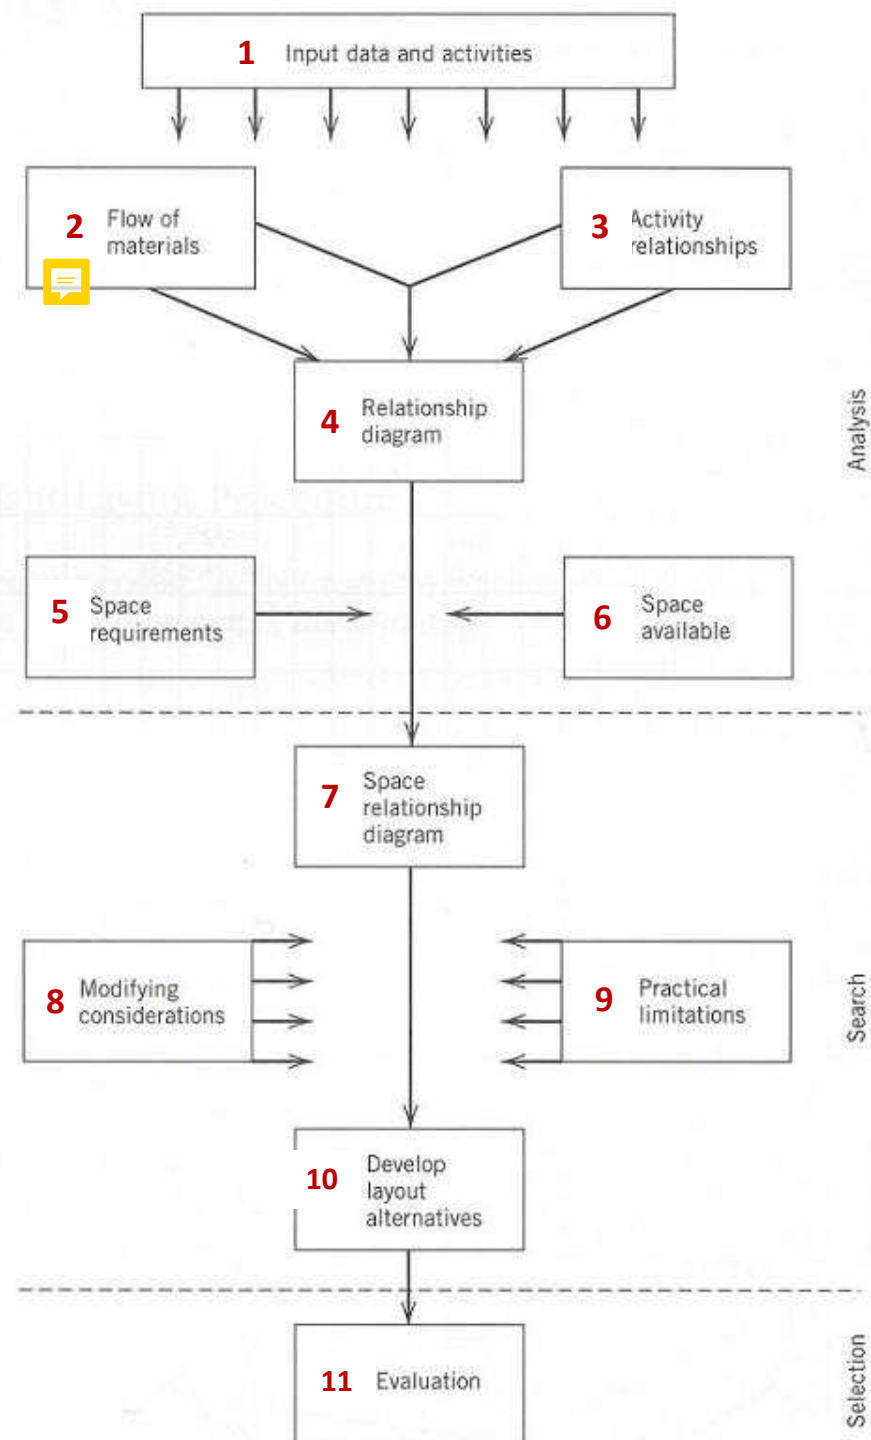 1 Input data and activities
2 Flow of
materials
3 Activity
relationships
4 Relationship
diagram
Analysis
5 Space
requirements
6 Space
available
7 Space
relationship
diagram
8 Modifying
considerations
9 Practical
limitations
Search
10 Develop
layout
alternatives
11 Evaluation
Selection